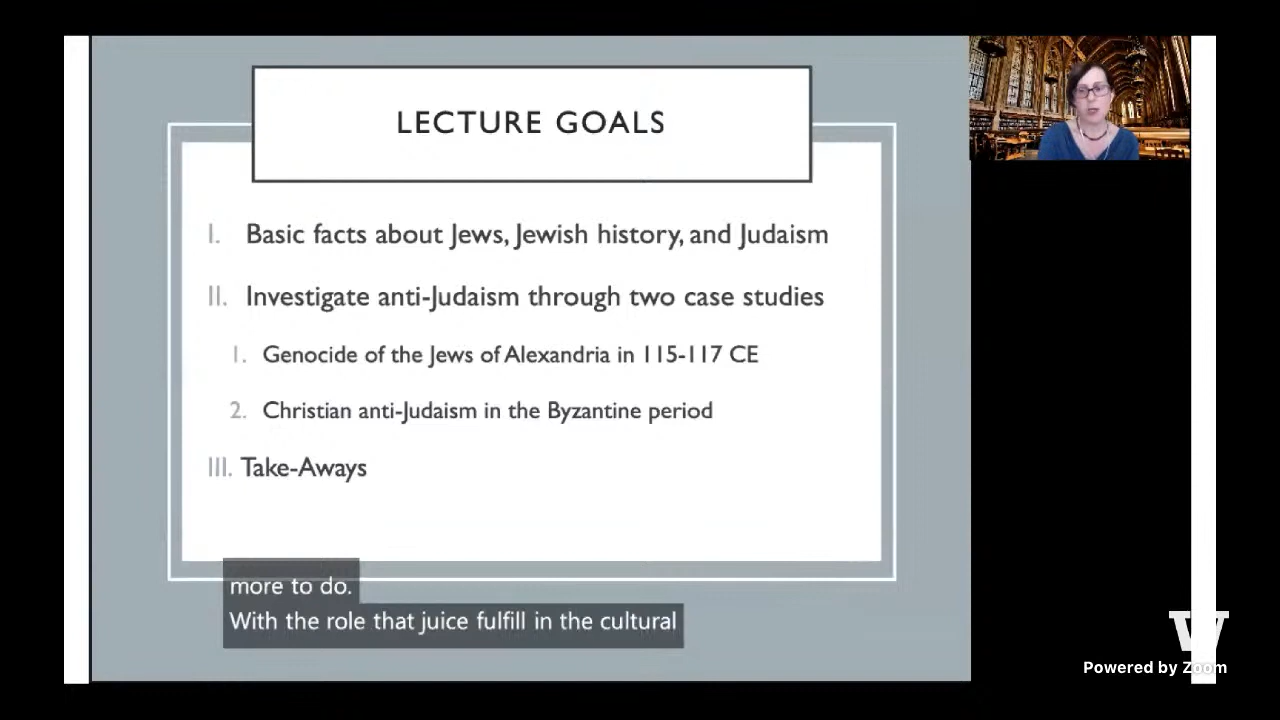 LECTURE GOALS
I. Basic facts about Jews, Jewish history, and Judaism
II. Investigate anti-Judaism through two case studies
1. Genocide of the Jews of Alexandria in 115-117 CE
2. Christian anti-Judaism in the Byzantine period
III. Take-Aways
more to do.
With the role that juice fulfill in the cultural
W
Powered by Zoom